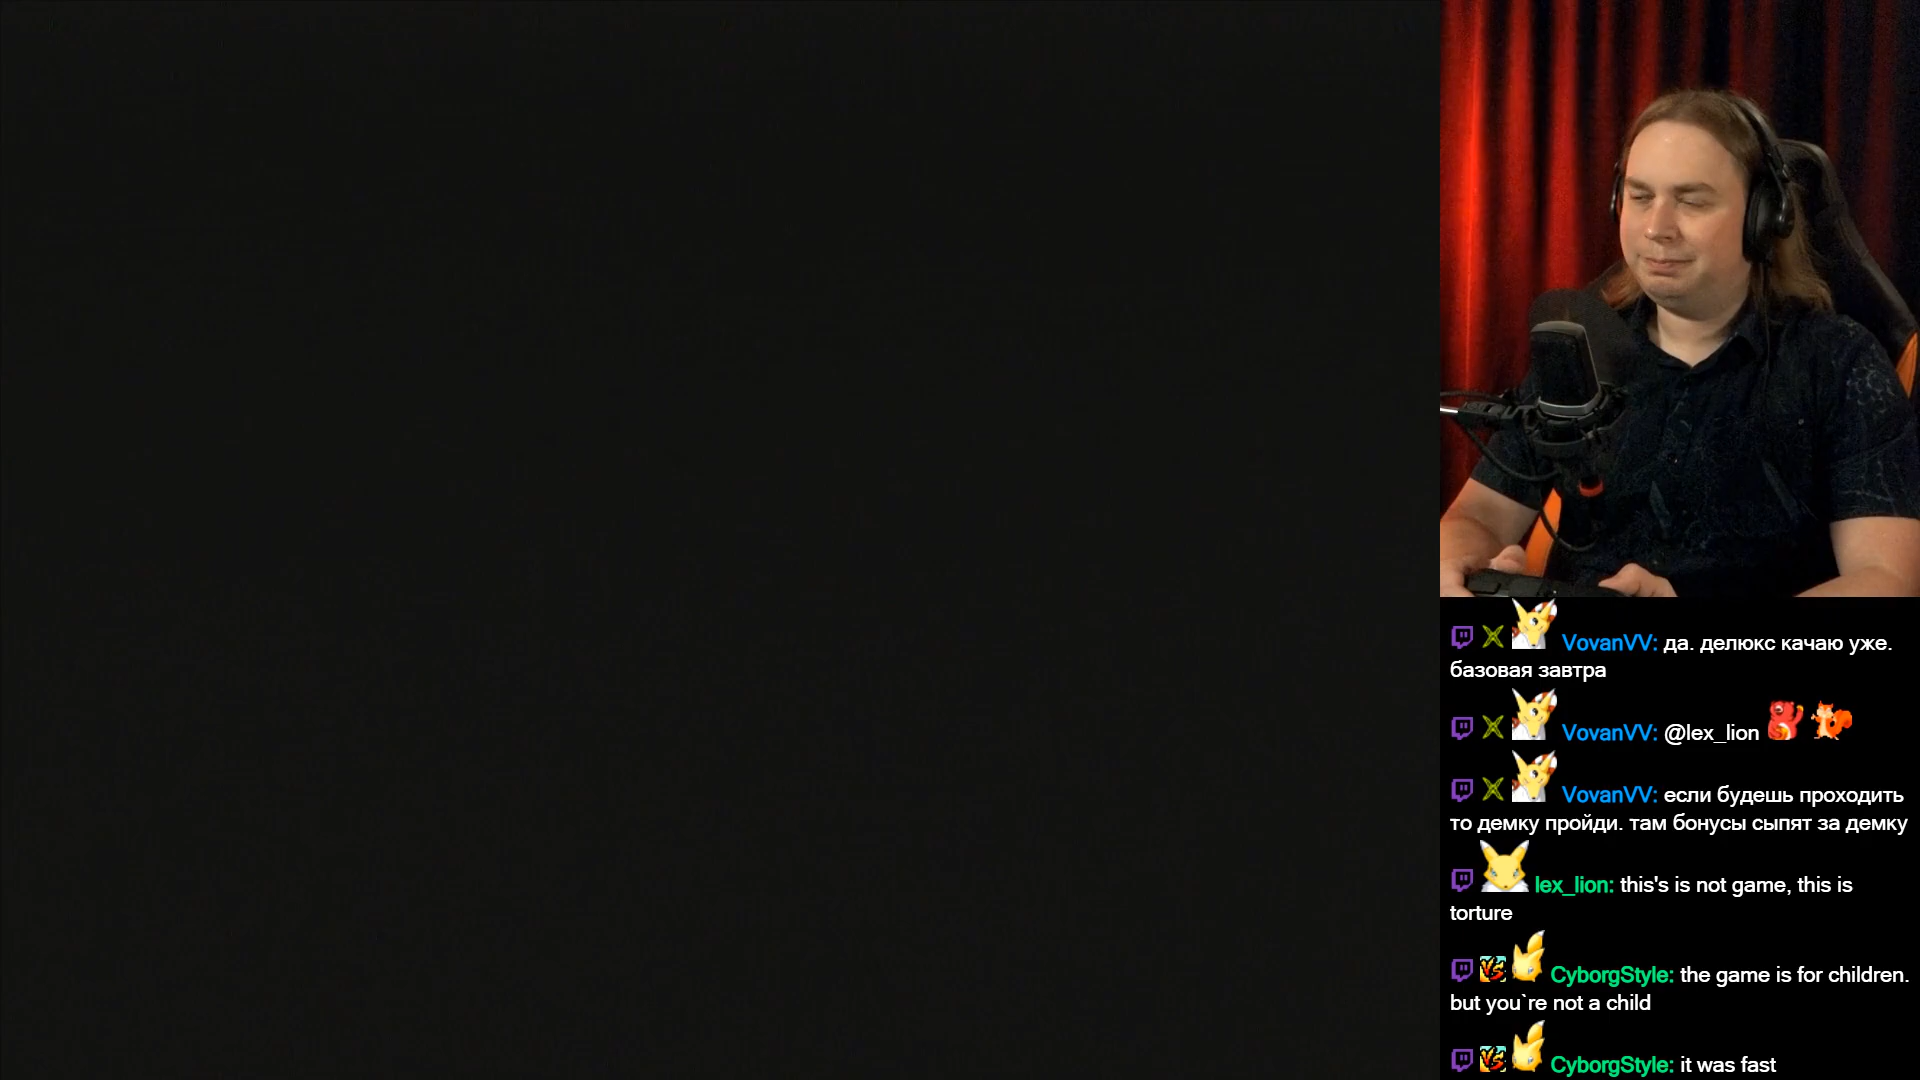 VovanVV: да. делюкс качаю уже.
базовая завтра
VovanVV: @lex_lion
VovanVV: если будешь проходить
то демку пройди. там бонусы сыпят за демку
lex_lion: this's is not game, this is
torture
VS CyborgStyle: the game is for children.
but you`re not a child
VS CyborgStyle: it was fast